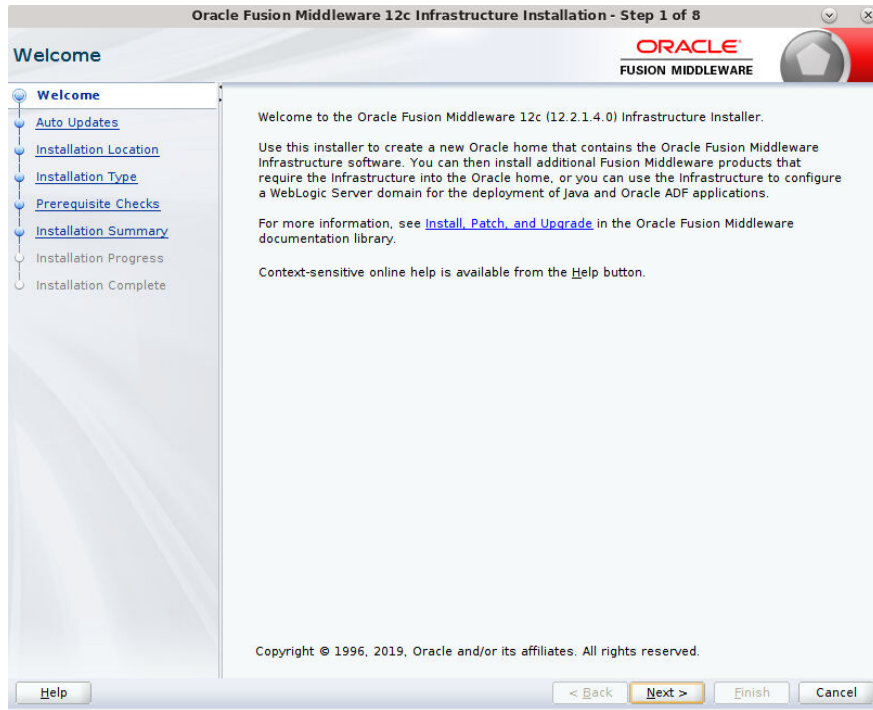 Oracle Fusion Middleware 12c Infrastructure Installation - Step 1 of 8
Welcome
ORACLE
FUSION MIDDLEWARE
Welcome
Auto Updates
Installation Location
Installation Type
Prerequisite Checks
Installation Summary
Installation Progress
Installation Complete
Welcome to the Oracle Fusion Middleware 12c (12.2.1.4.0) Infrastructure Installer.
Use this installer to create a new Oracle home that contains the Oracle Fusion Middleware
Infrastructure software. You can then install additional Fusion Middleware products that
require the Infrastructure into the Oracle home, or you can use the Infrastructure to configure
a WebLogic Server domain for the deployment of Java and Oracle ADF applications.
For more information, see Install, Patch, and Upgrade in the Oracle Fusion Middleware
documentation library.
Context-sensitive online help is available from the Help button.
Copyright © 1996, 2019, Oracle and/or its affiliates. All rights reserved.
Help
< Back
Next >
Finish
Cancel